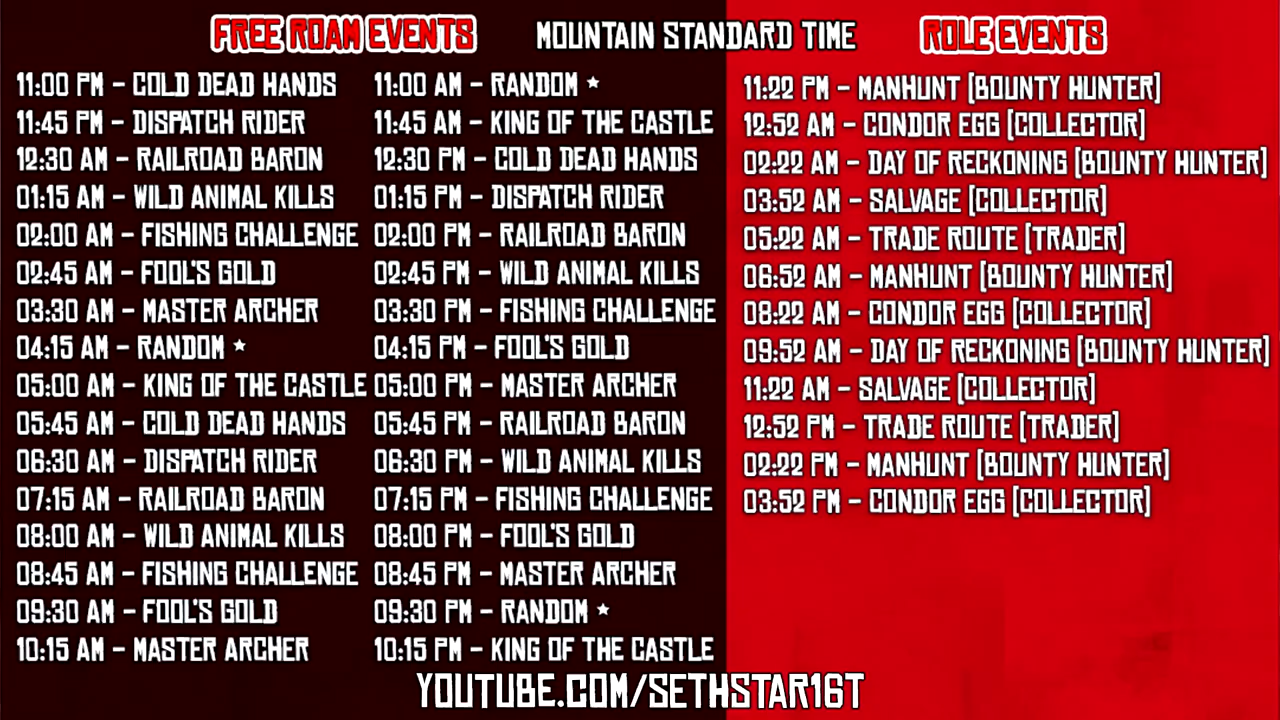 FREE ROAM EVENTS
MOUNTAIN STANDARD TIME
ROLE EVENTS
11:00 PM – COLD DEAD HANDS
11:45 PM – DISPATCH RIDER
12:30 AM – RAILROAD BARON
01:15 AM – WILD ANIMAL KILLS
02:00 AM – FISHING CHALLENGE
02:45 AM – FOOL'S GOLD
03:30 AM – MASTER ARCHER
04:15 AM – RANDOM ★
05:00 AM – KING OF THE CASTLE
05:45 AM – COLD DEAD HANDS
06:30 AM – DISPATCH RIDER
07:15 AM – RAILROAD BARON
08:00 AM – WILD ANIMAL KILLS
08:45 AM – FISHING CHALLENGE
09:30 AM – FOOL'S GOLD
10:15 AM – MASTER ARCHER
11:00 AM – RANDOM ★
11:45 AM – KING OF THE CASTLE
12:30 PM – COLD DEAD HANDS
01:15 PM – DISPATCH RIDER
02:00 PM – RAILROAD BARON
02:45 PM – WILD ANIMAL KILLS
03:30 PM – FISHING CHALLENGE
04:15 PM – FOOL'S GOLD
05:00 PM – MASTER ARCHER
05:45 PM – RAILROAD BARON
06:30 PM – WILD ANIMAL KILLS
07:15 PM – FISHING CHALLENGE
08:00 PM – FOOL'S GOLD
08:45 PM – MASTER ARCHER
09:30 PM – RANDOM ★
10:15 PM – KING OF THE CASTLE
11:22 PM – MANHUNT [BOUNTY HUNTER]
12:52 AM – CONDOR EGG [COLLECTOR]
02:22 AM – DAY OF RECKONING [BOUNTY HUNTER]
03:52 AM – SALVAGE [COLLECTOR]
05:22 AM – TRADE ROUTE [TRADER]
06:52 AM – MANHUNT [BOUNTY HUNTER]
08:22 AM – CONDOR EGG [COLLECTOR]
09:52 AM – DAY OF RECKONING [BOUNTY HUNTER]
11:22 AM – SALVAGE [COLLECTOR]
12:52 PM – TRADE ROUTE [TRADER]
02:22 PM – MANHUNT [BOUNTY HUNTER]
03:52 PM – CONDOR EGG [COLLECTOR]
YOUTUBE.COM/SETHSTAR16T